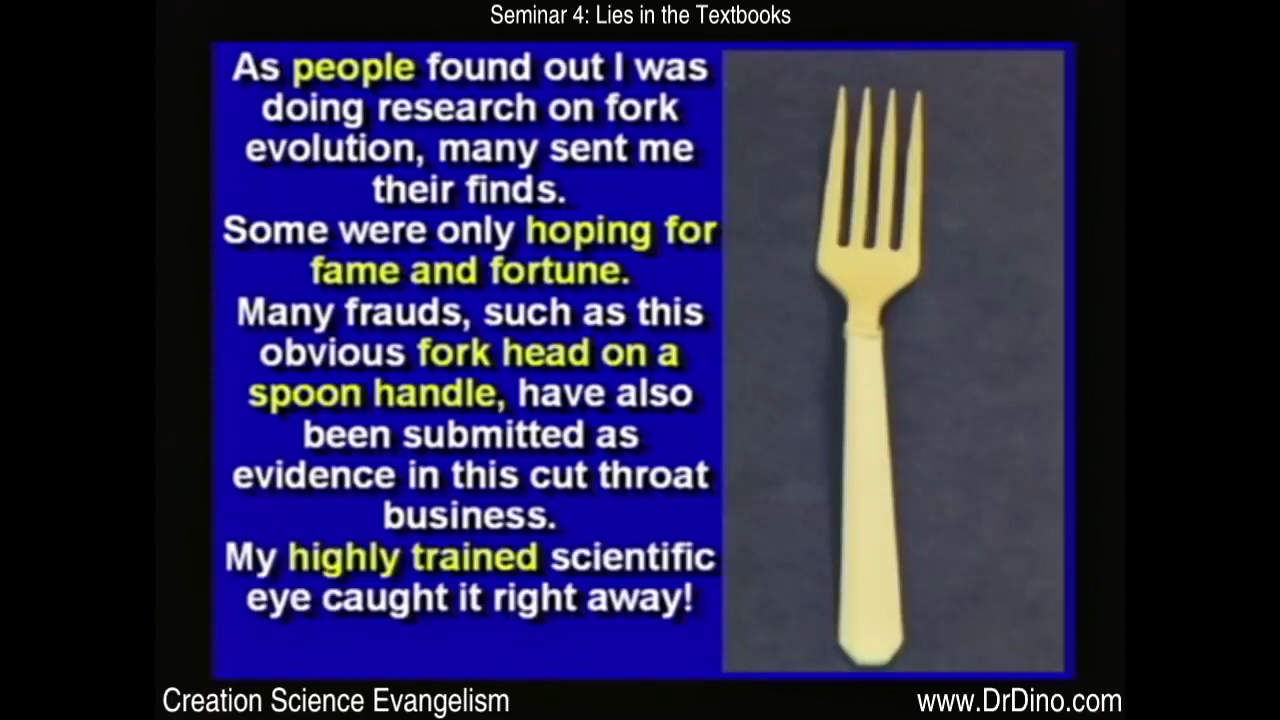 Seminar 4: Lies in the Textbooks
As people found out I was
doing research on fork
evolution, many sent me
their finds.
Some were only hoping for
fame and fortune.
Many frauds, such as this
obvious fork head on a
spoon handle, have also
been submitted as
evidence in this cut throat
business.
My highly trained scientific
eye caught it right away!
Creation Science Evangelism
www.DrDino.com